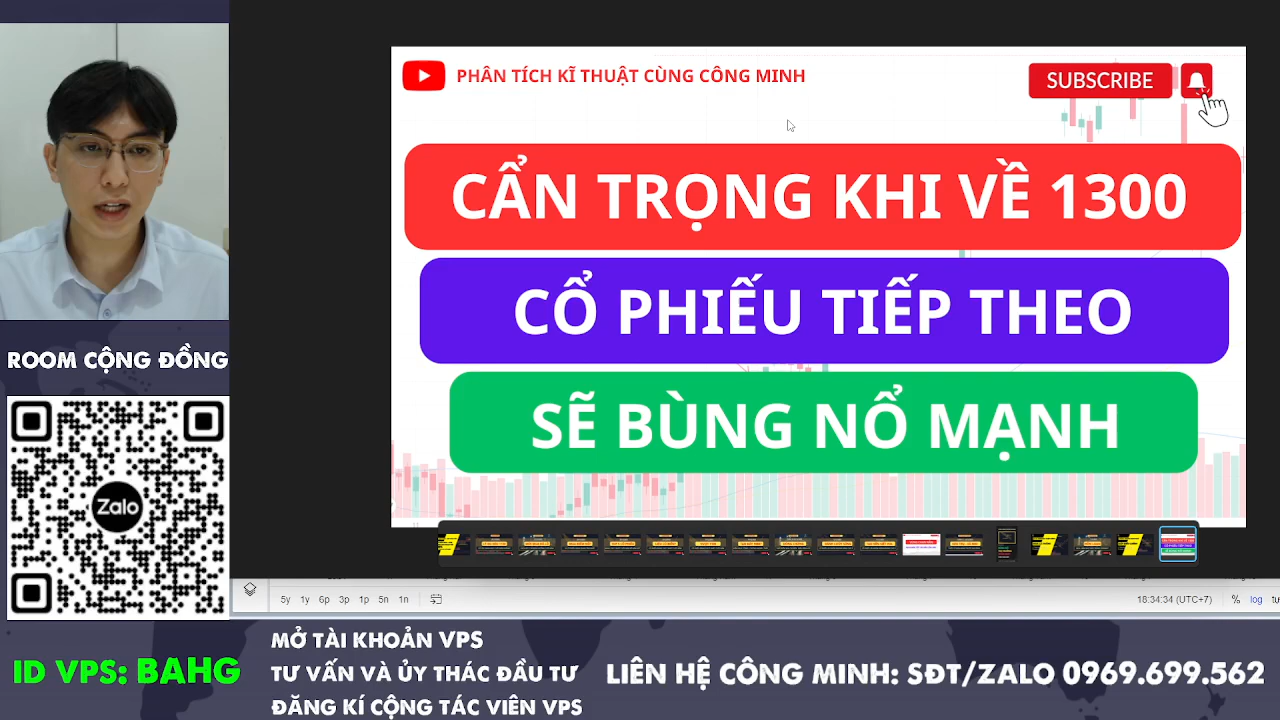 PHÂN TÍCH KĨ THUẬT CÙNG CÔNG MINH
SUBSCRIBE
CẨN TRỌNG KHI VỀ 1300
CỔ PHIẾU TIẾP THEO
SẼ BÙNG NỔ MẠNH
ROOM CỘNG ĐỒNG
Zalo
5y 1y 6p 3p 1p 5n 1n
18:34:34 (UTC+7) % log
ID VPS: BAHG
MỞ TÀI KHOẢN VPS
TƯ VẤN VÀ ỦY THÁC ĐẦU TƯ
ĐĂNG KÍ CỘNG TÁC VIÊN VPS
LIÊN HỆ CÔNG MINH: SĐT/ZALO 0969.699.562